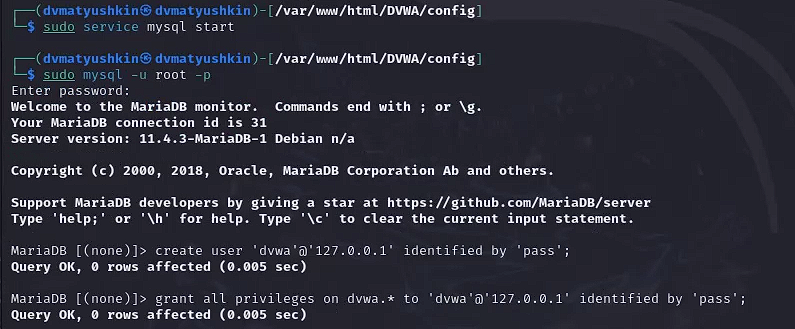 ┌──(dvmatyushkin㉿dvmatyushkin)-[/var/www/html/DVWA/config]
└─$ sudo service mysql start
┌──(dvmatyushkin㉿dvmatyushkin)-[/var/www/html/DVWA/config]
└─$ sudo mysql -u root -p
Enter password:
Welcome to the MariaDB monitor.  Commands end with ; or \g.
Your MariaDB connection id is 31
Server version: 11.4.3-MariaDB-1 Debian n/a
Copyright (c) 2000, 2018, Oracle, MariaDB Corporation Ab and others.
Support MariaDB developers by giving a star at https://github.com/MariaDB/server
Type 'help;' or '\h' for help. Type '\c' to clear the current input statement.
MariaDB [(none)]> create user 'dvwa'@'127.0.0.1' identified by 'pass';
Query OK, 0 rows affected (0.005 sec)
MariaDB [(none)]> grant all privileges on dvwa.* to 'dvwa'@'127.0.0.1' identified by 'pass';
Query OK, 0 rows affected (0.005 sec)